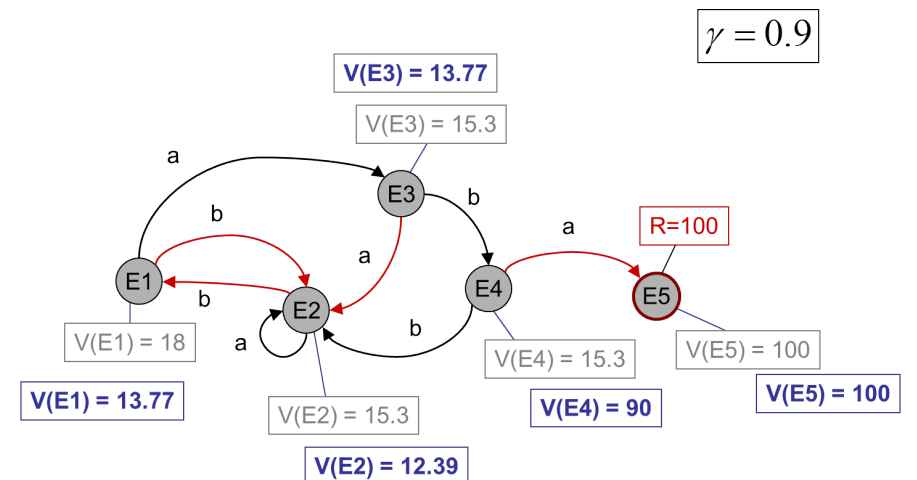 γ = 0.9
V(E3) = 13.77
V(E3) = 15.3
a
E3
b
b
a
a
R=100
E1
b
E2
E4
E5
a
b
V(E1) = 18
V(E4) = 15.3
V(E5) = 100
V(E1) = 13.77
V(E2) = 15.3
V(E4) = 90
V(E5) = 100
V(E2) = 12.39